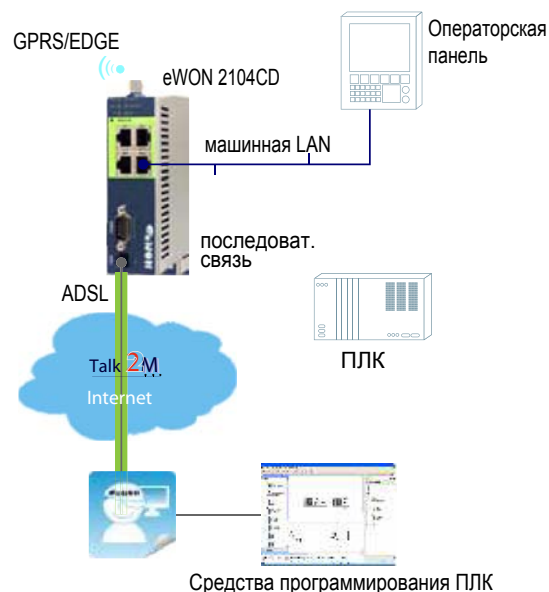 GPRS/EDGE
eWON 2104CD
Операторская
панель
машинная LAN
последоват.
связь
ADSL
ПЛК
Talk2M
Internet
Средства программирования ПЛК